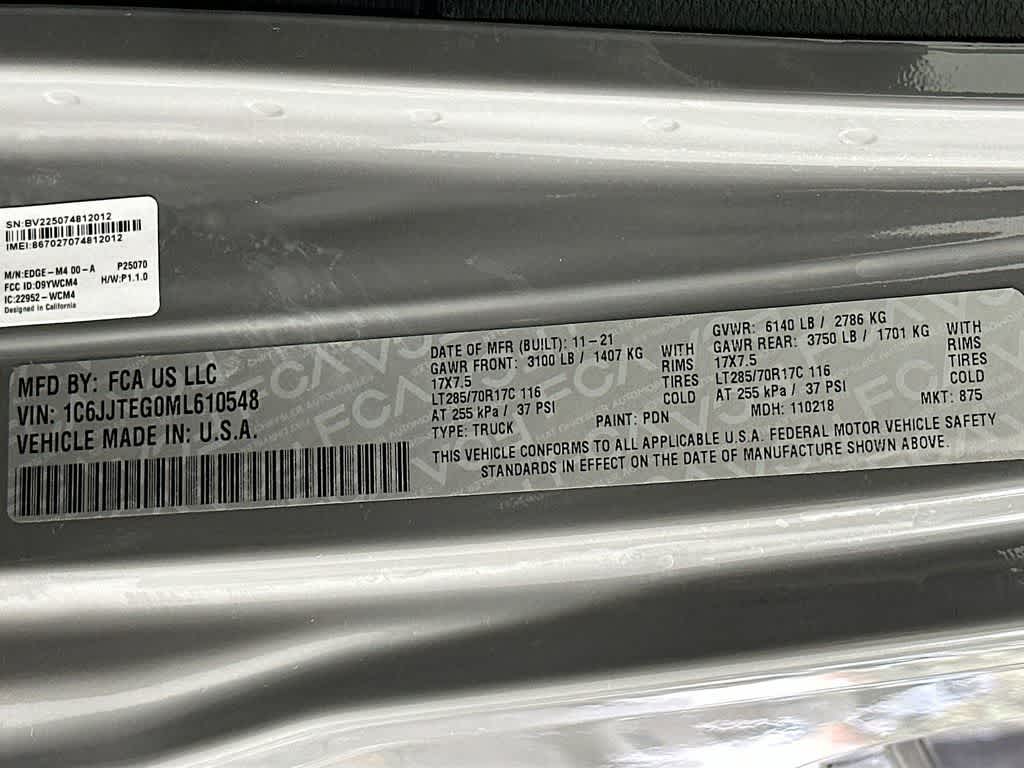 SN:BV225074812012
IMEI:867027074812012
M/N:EDGE-M4 00-A P25070
FCC ID:O9YWCM4 H/W:P1.1.0
IC:22952-WCM4
Designed in California
MFD BY: FCA US LLC
VIN: 1C6JJTEG0ML610548
VEHICLE MADE IN: U.S.A.
DATE OF MFR (BUILT): 11-21
GAWR FRONT: 3100 LB / 1407 KG WITH
17X7.5 RIMS
LT285/70R17C 116 TIRES
AT 255 kPa / 37 PSI COLD
TYPE: TRUCK PAINT: PDN
GVWR: 6140 LB / 2786 KG
GAWR REAR: 3750 LB / 1701 KG WITH
17X7.5 RIMS
LT285/70R17C 116 TIRES
AT 255 kPa / 37 PSI COLD
MDH: 110218 MKT: 875
THIS VEHICLE CONFORMS TO ALL APPLICABLE U.S.A. FEDERAL MOTOR VEHICLE SAFETY
STANDARDS IN EFFECT ON THE DATE OF MANUFACTURE SHOWN ABOVE.